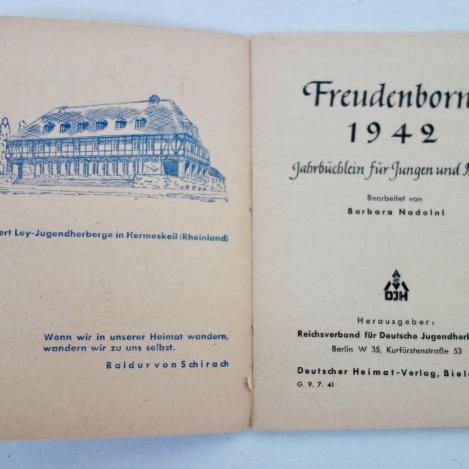 ert Ley-Jugendherberge in Hermeskeil (Rheinland)
Wenn wir in unserer Heimat wandern,
wandern wir zu uns selbst.
Baldur von Schirach
Freudenborn
1942
Jahrbüchlein für Jungen und
Bearbeitet von
Barbara Nadolni
DJH
Herausgeber:
Reichsverband für Deutsche Jugendher
Berlin W 35, Kurfürstenstraße 53
Deutscher Heimat-Verlag, Biel
G. 9. 7. 41